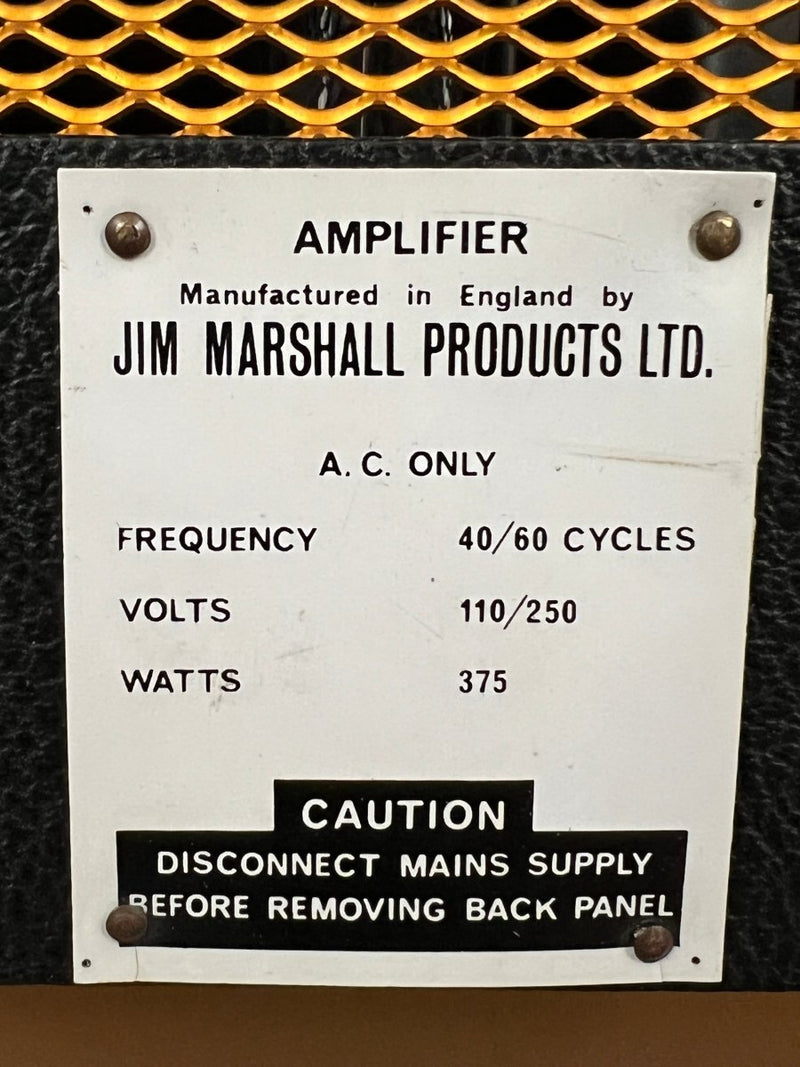 AMPLIFIER
Manufactured in England by
JIM MARSHALL PRODUCTS LTD.
A.C. ONLY
FREQUENCY 40/60 CYCLES
VOLTS 110/250
WATTS 375
CAUTION
DISCONNECT MAINS SUPPLY
BEFORE REMOVING BACK PANEL